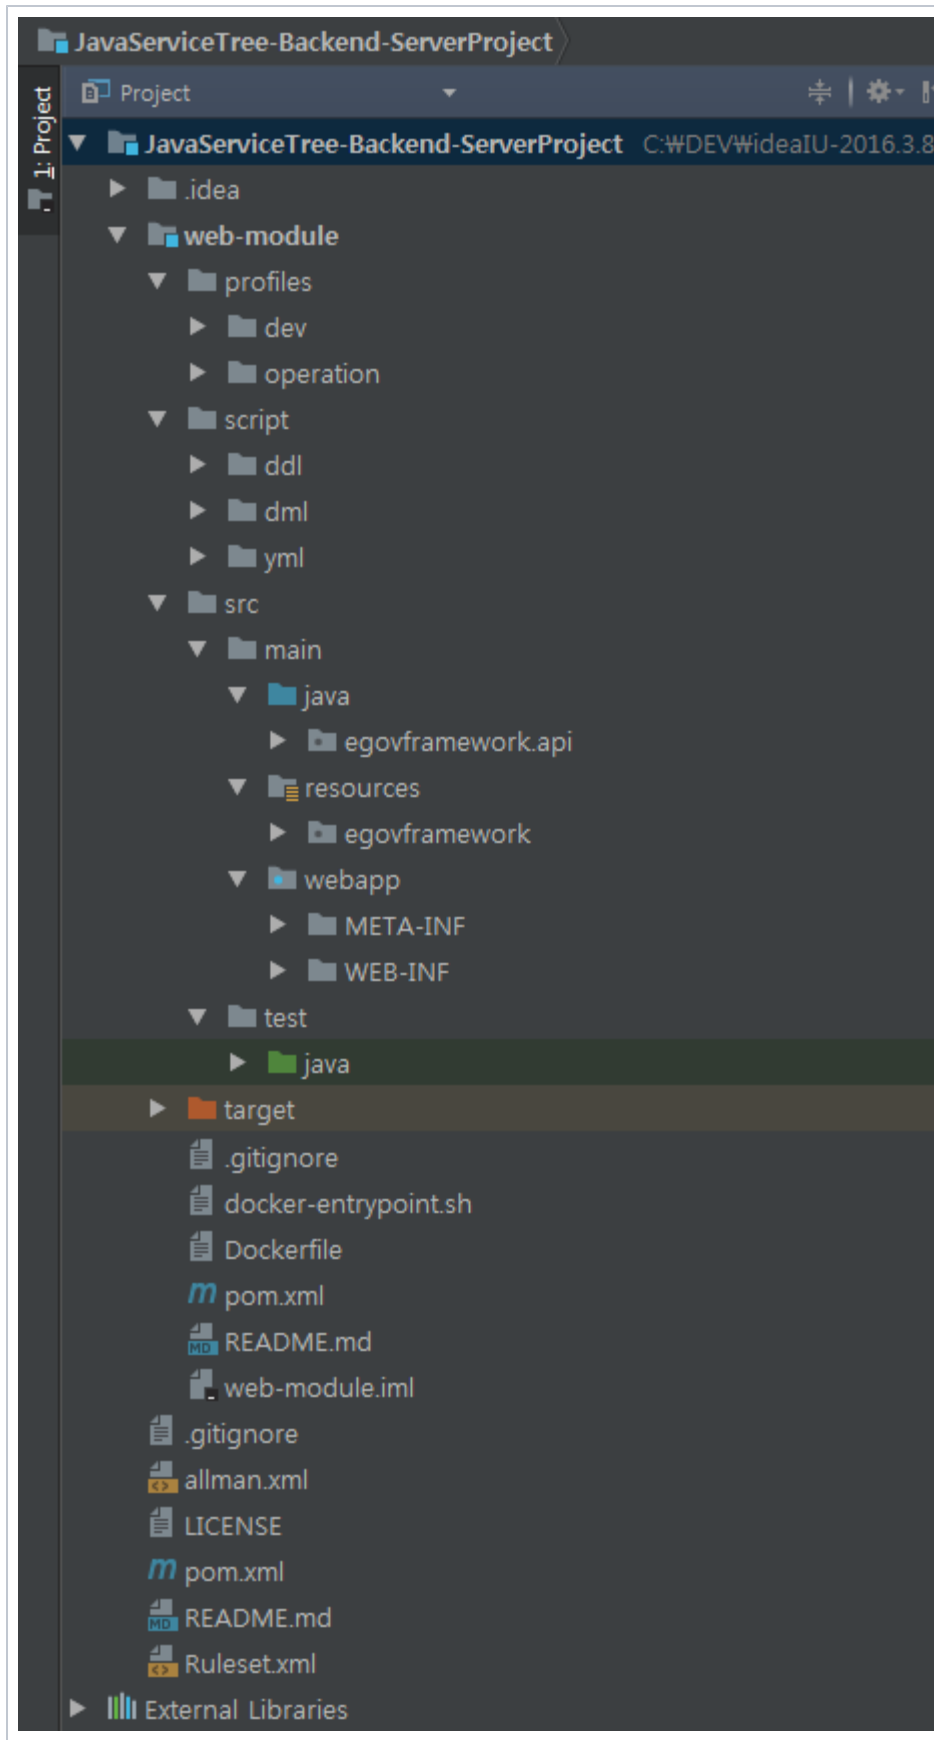 JavaServiceTree-Backend-ServerProject
1: Project
Project
JavaServiceTree-Backend-ServerProject C:₩DEV₩ideaIU-2016.3.8
.idea
web-module
profiles
dev
operation
script
ddl
dml
yml
src
main
java
egovframework.api
resources
egovframework
webapp
META-INF
WEB-INF
test
java
target
.gitignore
docker-entrypoint.sh
Dockerfile
pom.xml
README.md
web-module.iml
.gitignore
allman.xml
LICENSE
pom.xml
README.md
Ruleset.xml
External Libraries